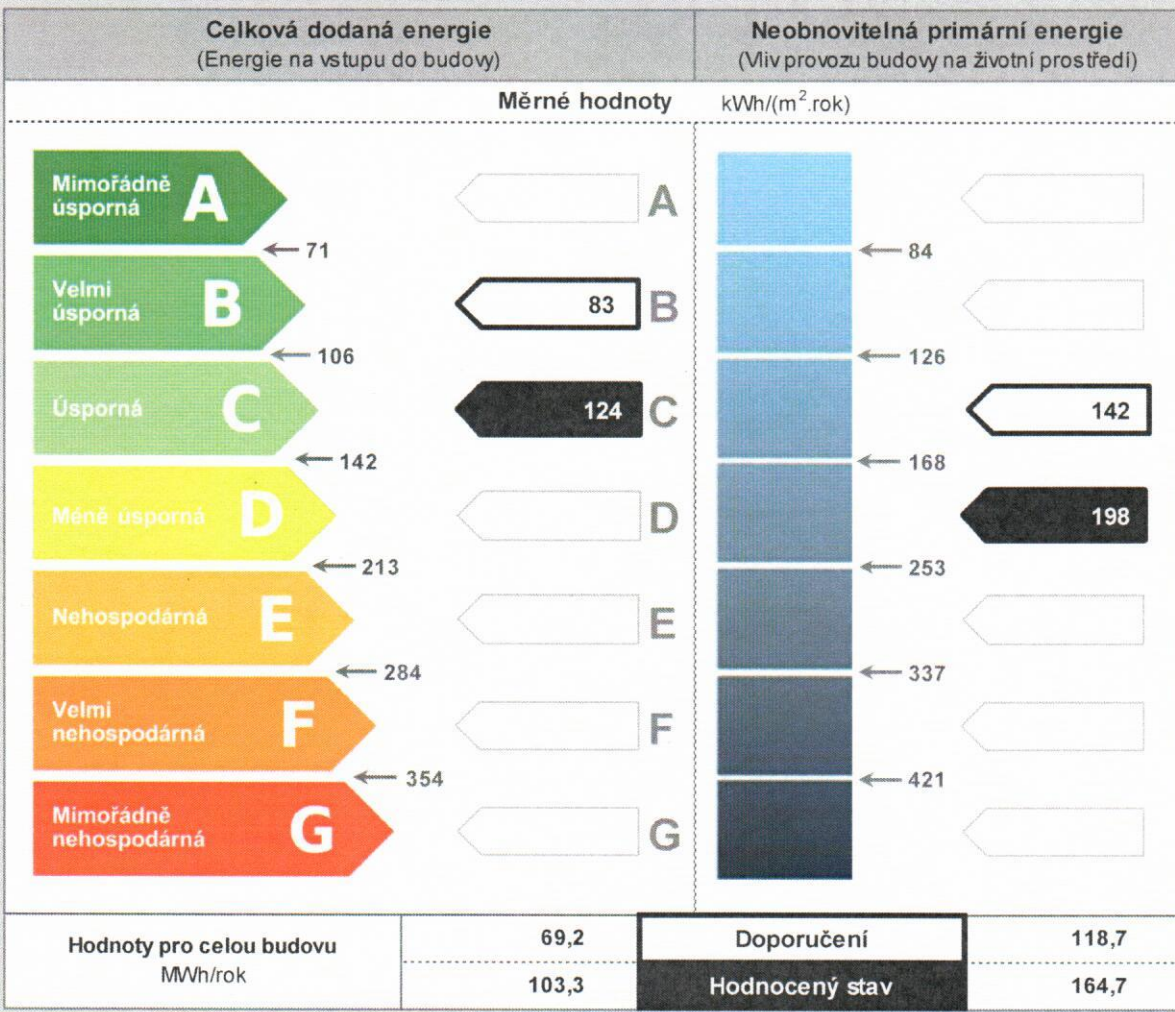 Celková dodaná energie
(Energie na vstupu do budovy)
Neobnovitelná primární energie
(Vliv provozu budovy na životní prostředí)
Měrné hodnoty kWh/(m².rok)
Mimořádně
úsporná
A
A
71
84
Velmi
úsporná
B
83
B
106
126
Úsporná
C
124
C
142
142
168
Méně úsporná
D
D
198
213
253
Nehospodárná
E
E
284
337
Velmi
nehospodárná
F
F
354
421
Mimořádně
nehospodárná
G
G
Hodnoty pro celou budovu
MWh/rok
69,2
Doporučení
118,7
103,3
Hodnocený stav
164,7